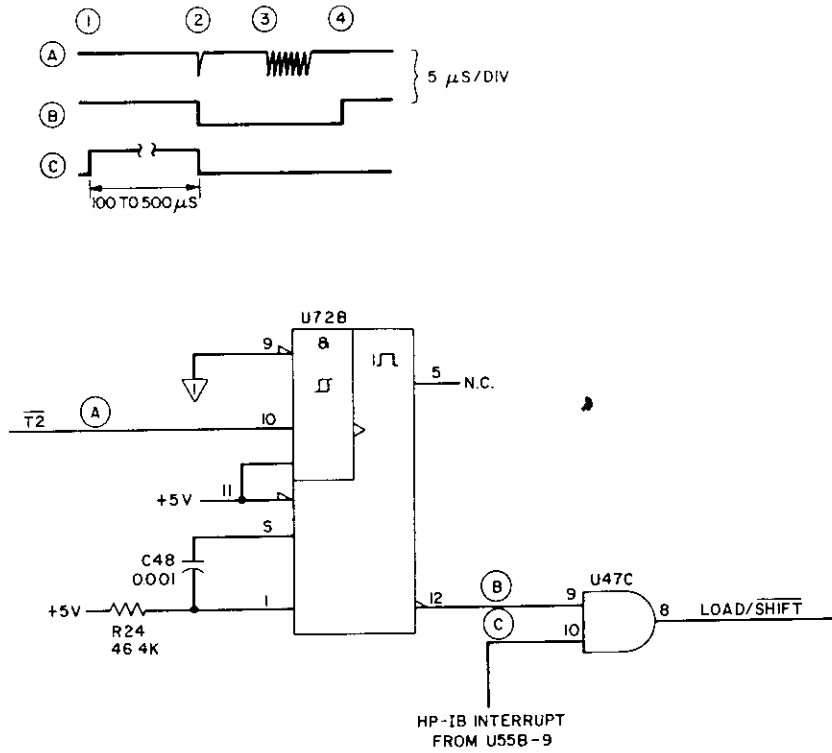 1 2 3 4
A
5 μS/DIV
B
C
100 TO 500 μS
U72B
9
&
1
5 N.C.
T2
A
10
+5V 11
S
C48
0.001
+5V
1
R24
46.4K
12
B
C
9
10
U47C
8
LOAD/SHIFT
HP-IB INTERRUPT
FROM U55B-9